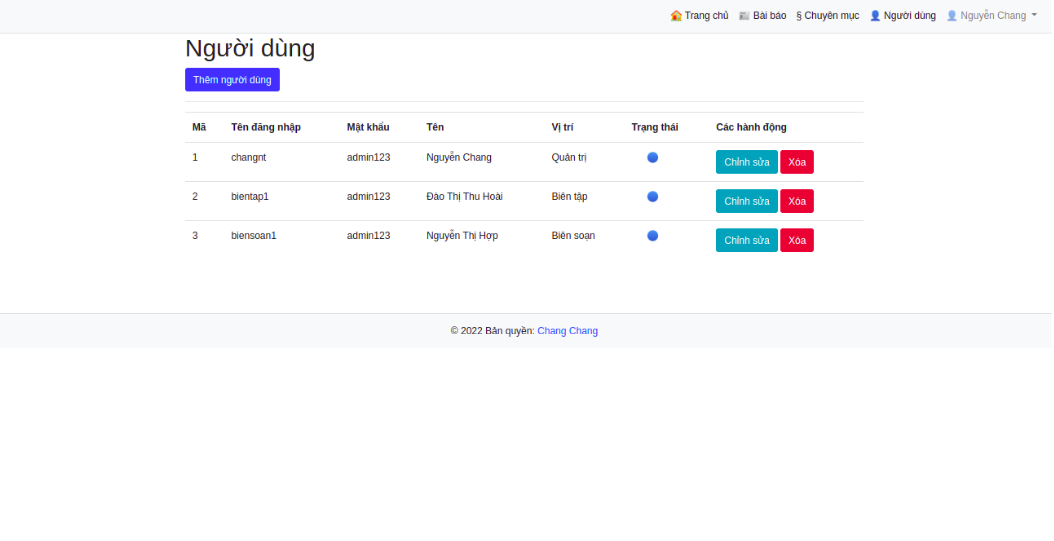 Trang chủ Bài báo § Chuyên mục Người dùng Nguyễn Chang
Người dùng
Thêm người dùng
Mã Tên đăng nhập Mật khẩu Tên Vị trí Trạng thái Các hành động
1 changnt admin123 Nguyễn Chang Quản trị Chỉnh sửa Xóa
2 bientap1 admin123 Đào Thị Thu Hoài Biên tập Chỉnh sửa Xóa
3 biensoan1 admin123 Nguyễn Thị Hợp Biên soạn Chỉnh sửa Xóa
© 2022 Bản quyền: Chang Chang